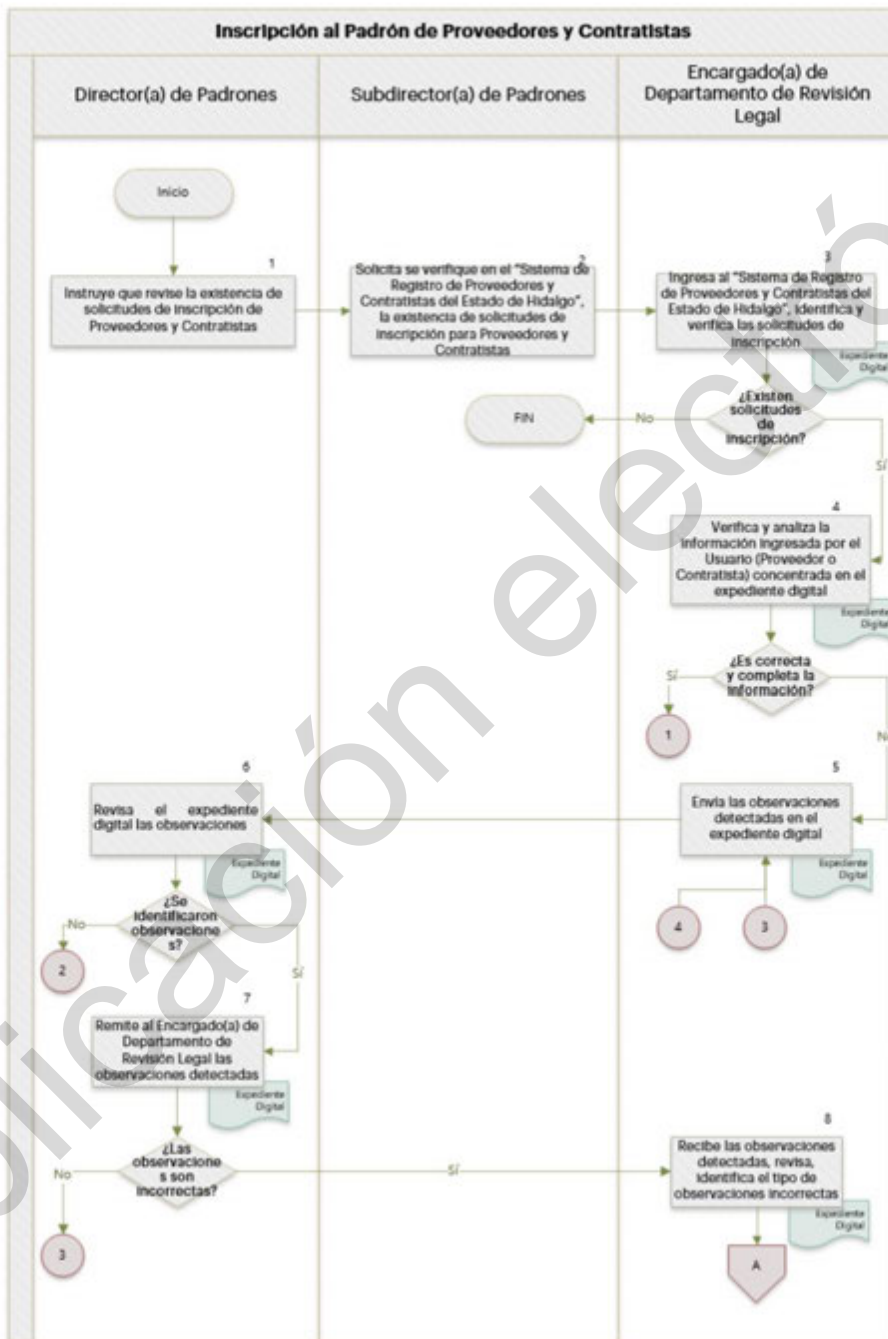 Inscripción al Padrón de Proveedores y Contratistas
Director(a) de Padrones
Subdirector(a) de Padrones
Encargado(a) de
Departamento de Revisión
Legal
Inicio
1
Instruye que revise la existencia de
solicitudes de inscripción de
Proveedores y Contratistas
2
Solicita se verifique en el "Sistema de
Registro de Proveedores y
Contratistas del Estado de Hidalgo",
la existencia de solicitudes de
inscripción para Proveedores y
Contratistas
3
Ingresa al "Sistema de Registro
de Proveedores y Contratistas del
Estado de Hidalgo", identifica y
verifica las solicitudes de
inscripción
Expediente
Digital
¿Existen
solicitudes
de
inscripción?
No
FIN
Sí
4
Verifica y analiza la
información ingresada por el
Usuario (Proveedor o
Contratista) concentrada en el
expediente digital
Expediente
Digital
¿Es correcta
y completa la
información?
Sí
1
No
5
Envía las observaciones
detectadas en el
expediente digital
Expediente
Digital
4
3
6
Revisa el expediente
digital las observaciones
Expediente
Digital
¿Se
identificaron
observacione
s?
No
2
Sí
7
Remite al Encargado(a) de
Departamento de
Revisión Legal las
observaciones detectadas
Expediente
Digital
¿Las
observacione
s son
incorrectas?
No
3
Sí
8
Recibe las observaciones
detectadas, revisa,
identifica el tipo de
observaciones incorrectas
Expediente
Digital
A
plicación electró